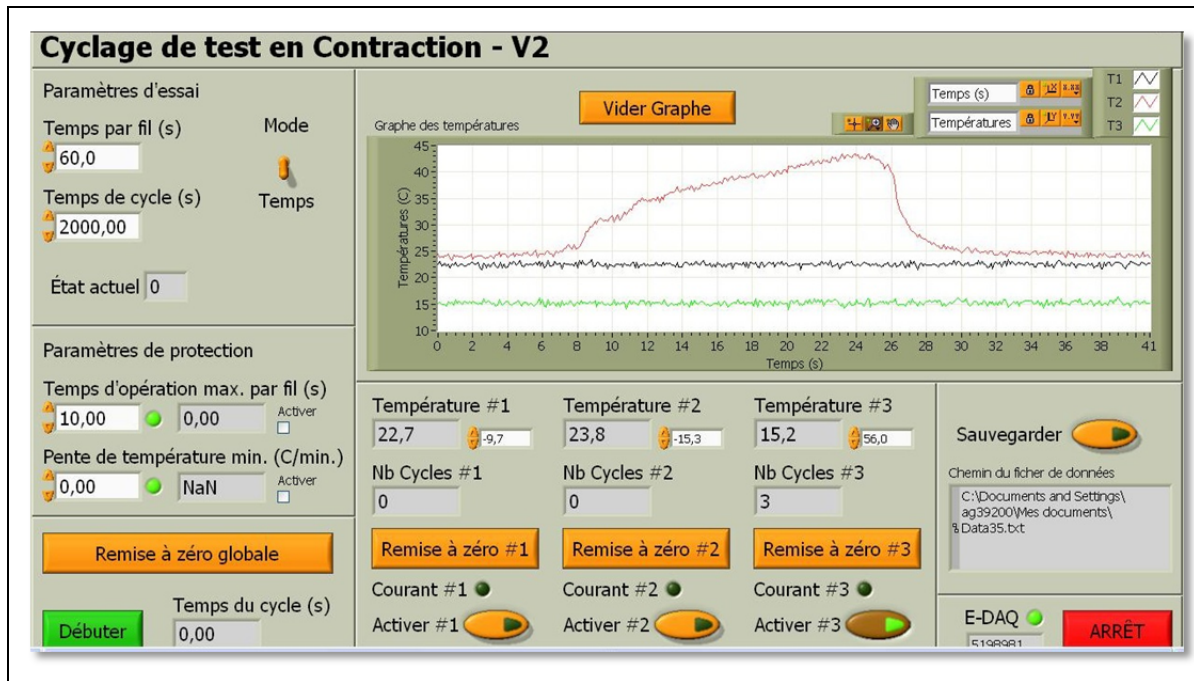 Cyclage de test en Contraction - V2
Paramètres d'essai
Temps par fil (s)
60,0
Mode
Temps
Temps de cycle (s)
2000,00
État actuel 0
Paramètres de protection
Temps d'opération max. par fil (s)
10,00 0,00 Activer
Pente de température min. (C/min.)
0,00 NaN Activer
Remise à zéro globale
Débuter
Temps du cycle (s)
0,00
Vider Graphe
Graphe des températures
Temps (s)
Températures
T1
T2
T3
Températures (C)
45
40
35
30
25
20
15
10
0 2 4 6 8 10 12 14 16 18 20 22 24 26 28 30 32 34 36 38 41
Temps (s)
Température #1 Température #2 Température #3
22,7 -9,7 23,8 -15,3 15,2 56,0
Nb Cycles #1 Nb Cycles #2 Nb Cycles #3
0 0 3
Remise à zéro #1 Remise à zéro #2 Remise à zéro #3
Courant #1 Courant #2 Courant #3
Activer #1 Activer #2 Activer #3
Sauvegarder
Chemin du ficher de données
C:\Documents and Settings\
ag39200\Mes documents\
Data35.txt
E-DAQ
5198981
ARRÊT